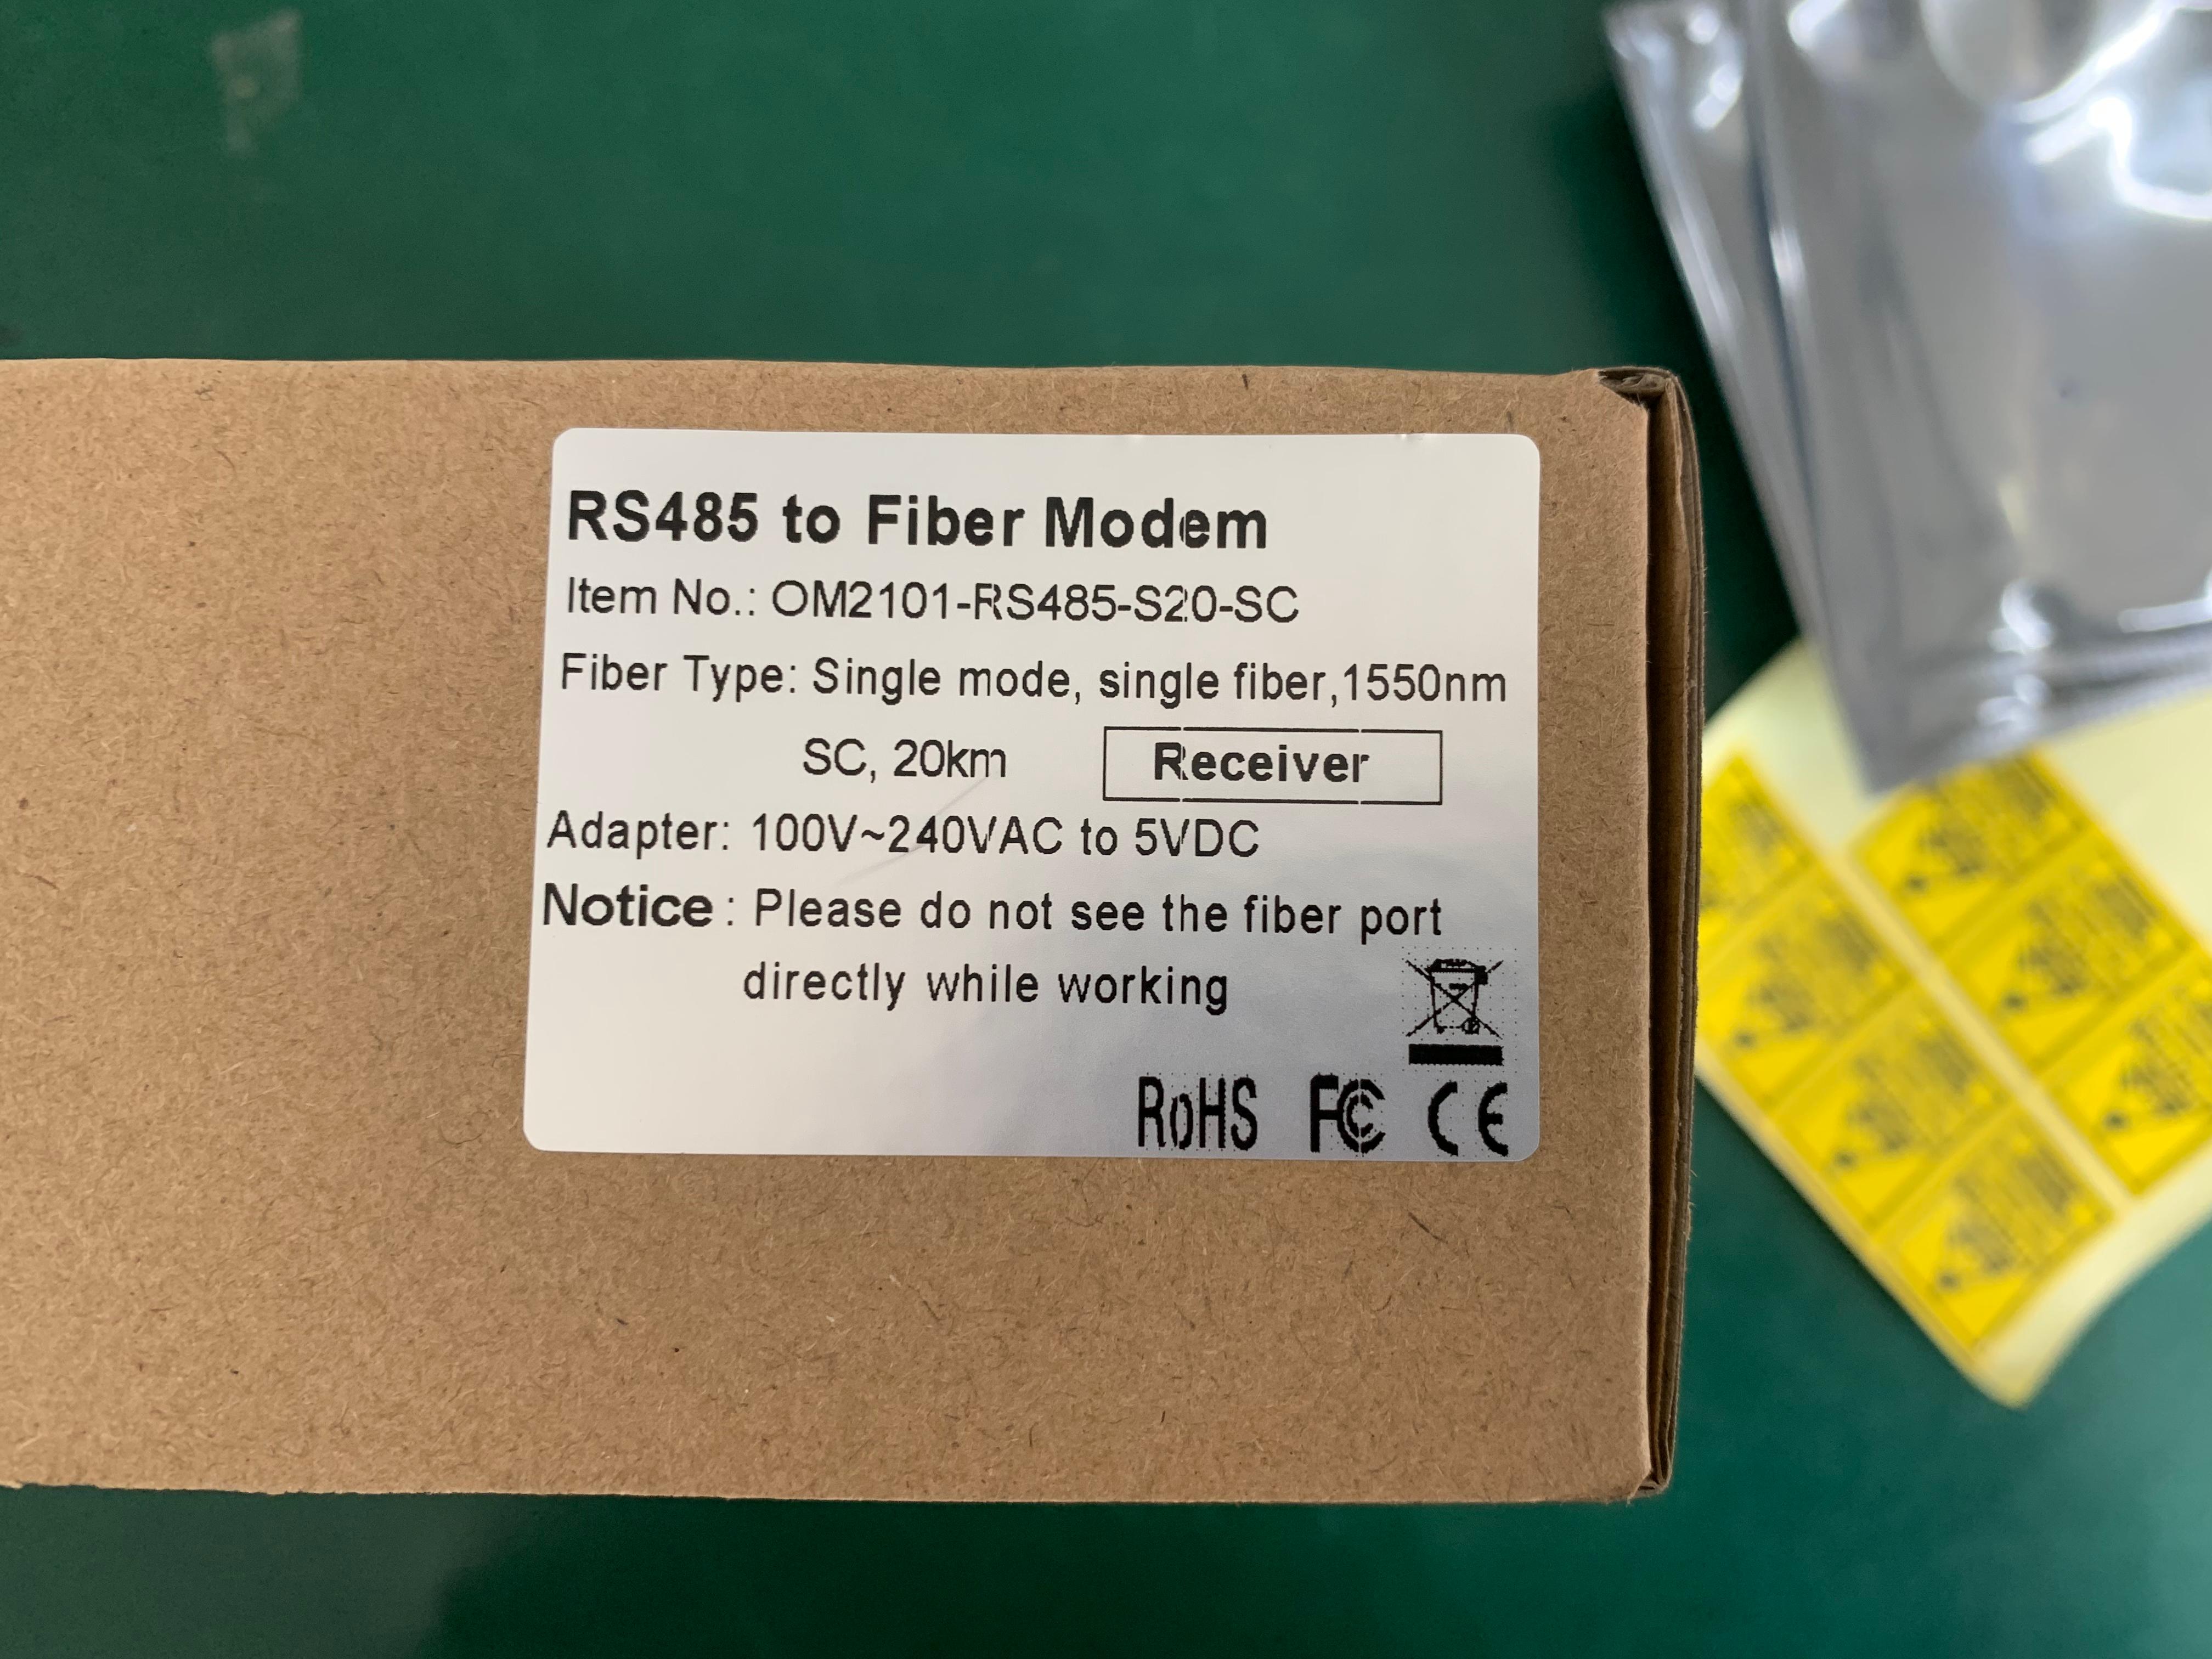 RS485 to Fiber Modem
Item No.: OM2101-RS485-S20-SC
Fiber Type: Single mode, single fiber,1550nm
SC, 20km Receiver
Adapter: 100V~240VAC to 5VDC
Notice : Please do not see the fiber port
directly while working
RoHS FC CE